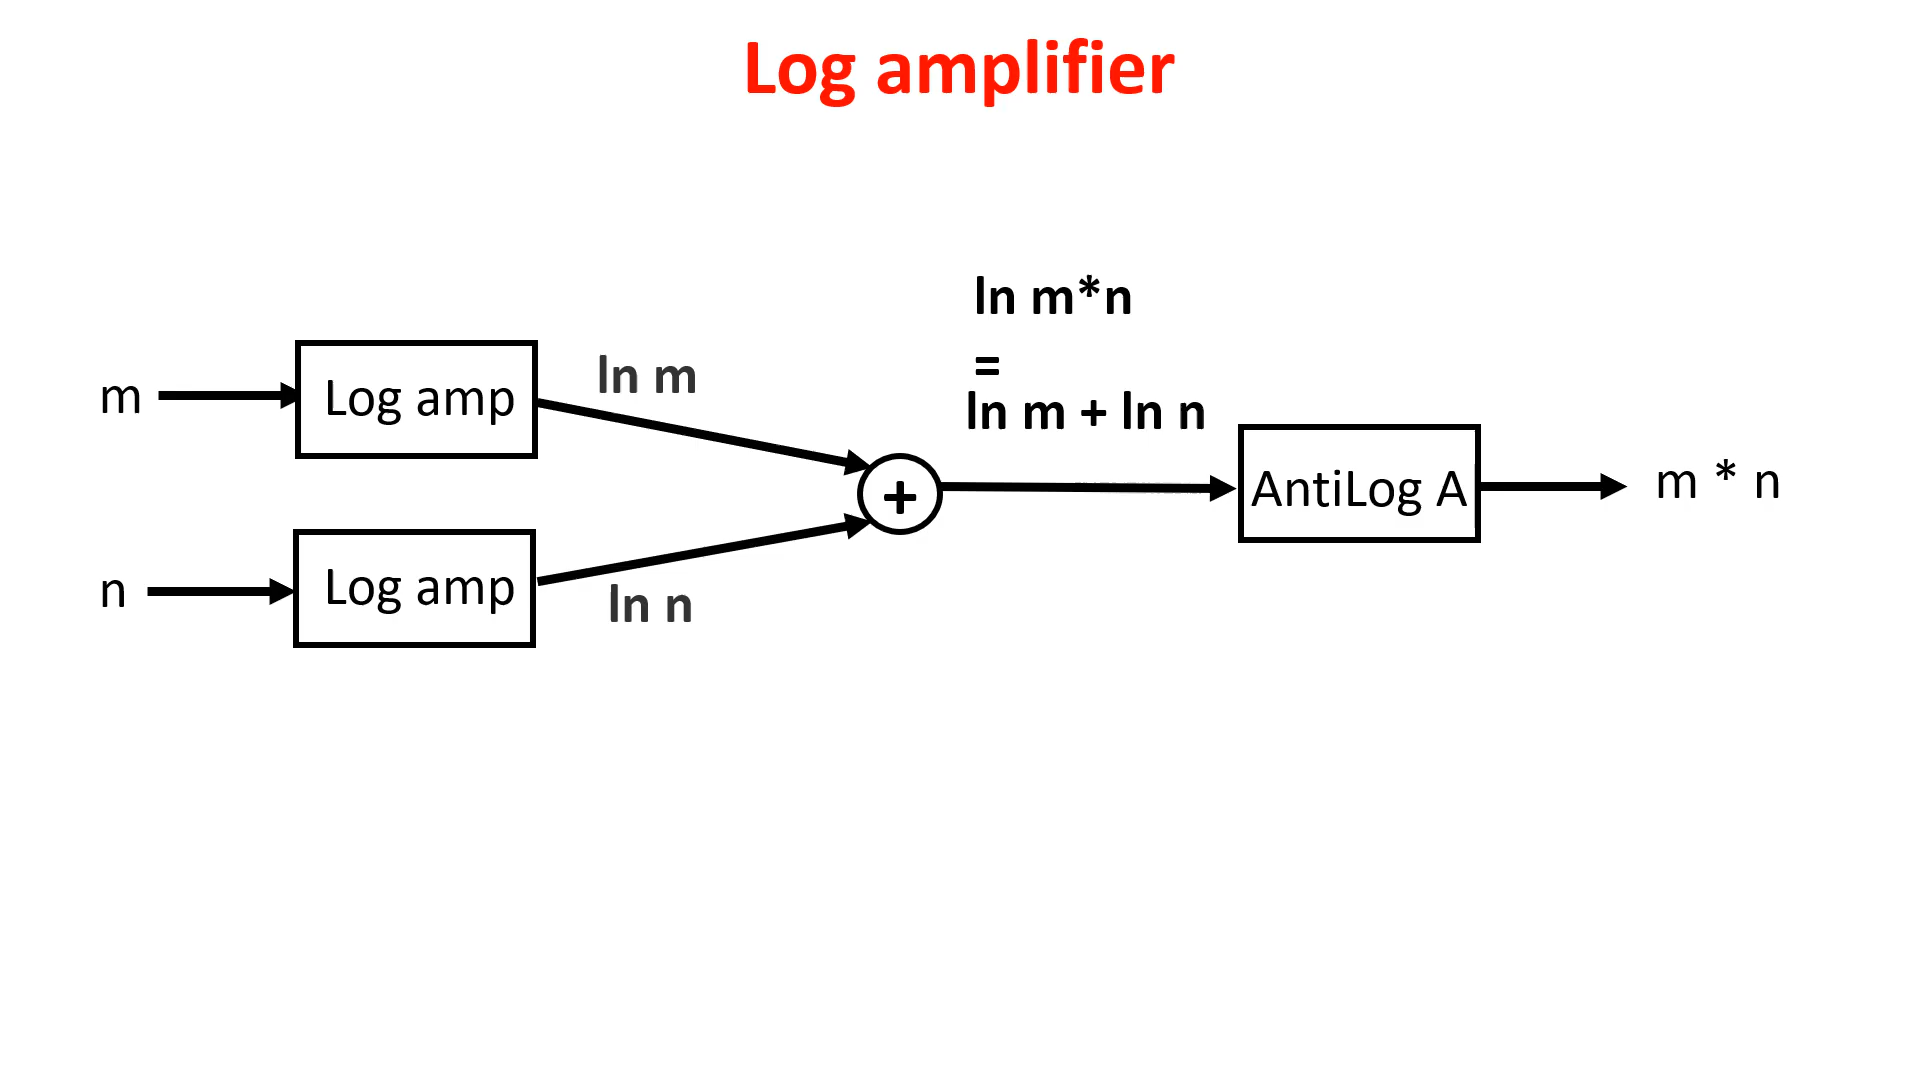 Log amplifier
ln m*n
=
ln m + ln n
m
Log amp
ln m
+
AntiLog A
m * n
n
Log amp
ln n